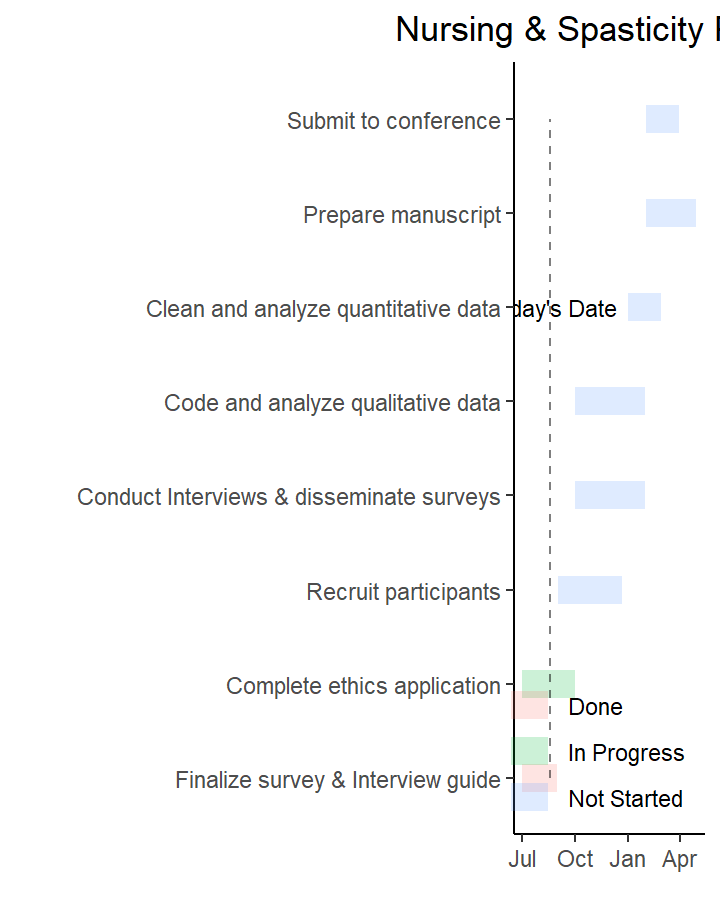 Nursing & Spasticity
Submit to conference
Prepare manuscript
Clean and analyze quantitative data day's Date
Code and analyze qualitative data
Conduct Interviews & disseminate surveys
Recruit participants
Complete ethics application
Done
In Progress
Finalize survey & Interview guide
Not Started
Jul Oct Jan Apr